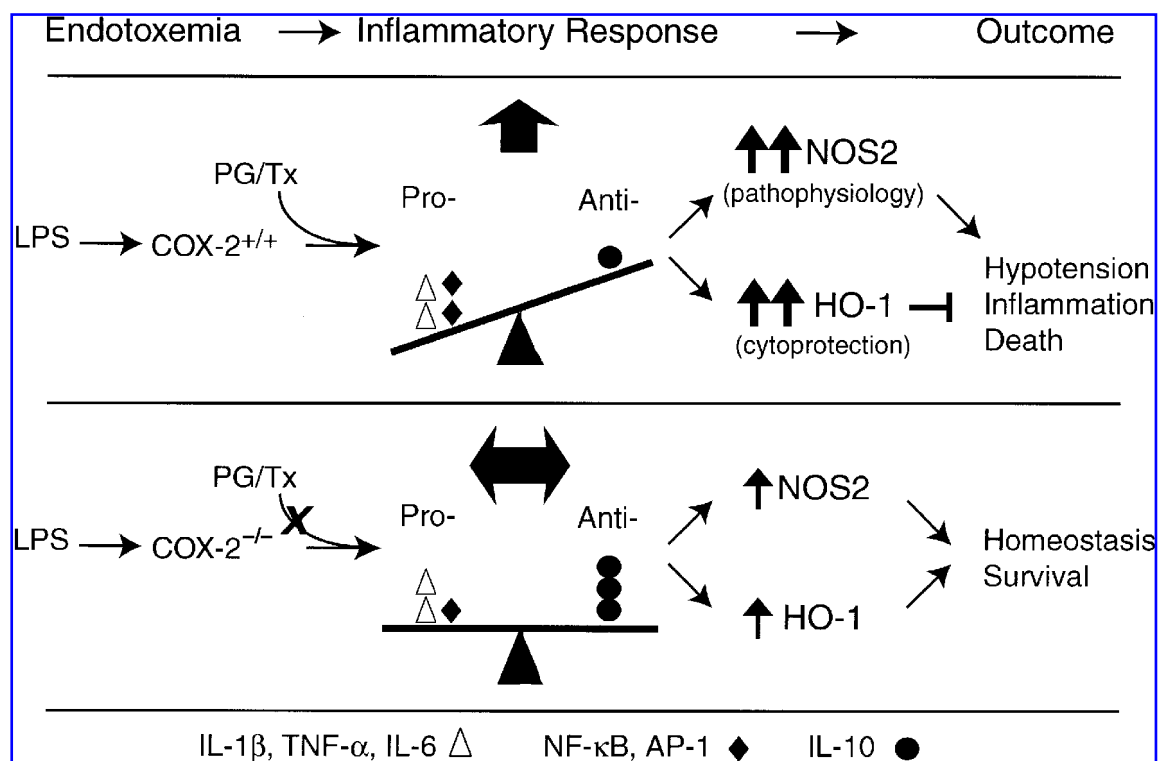 Endotoxemia → Inflammatory Response → Outcome
PG/Tx
Pro-
Anti-
LPS → COX-2+/+
NOS2
(pathophysiology)
HO-1
(cytoprotection)
Hypotension
Inflammation
Death
PG/Tx
X
Pro-
Anti-
LPS → COX-2−/−
NOS2
HO-1
Homeostasis
Survival
IL-1β, TNF-α, IL-6 △ NF-κB, AP-1 ◆ IL-10 ●